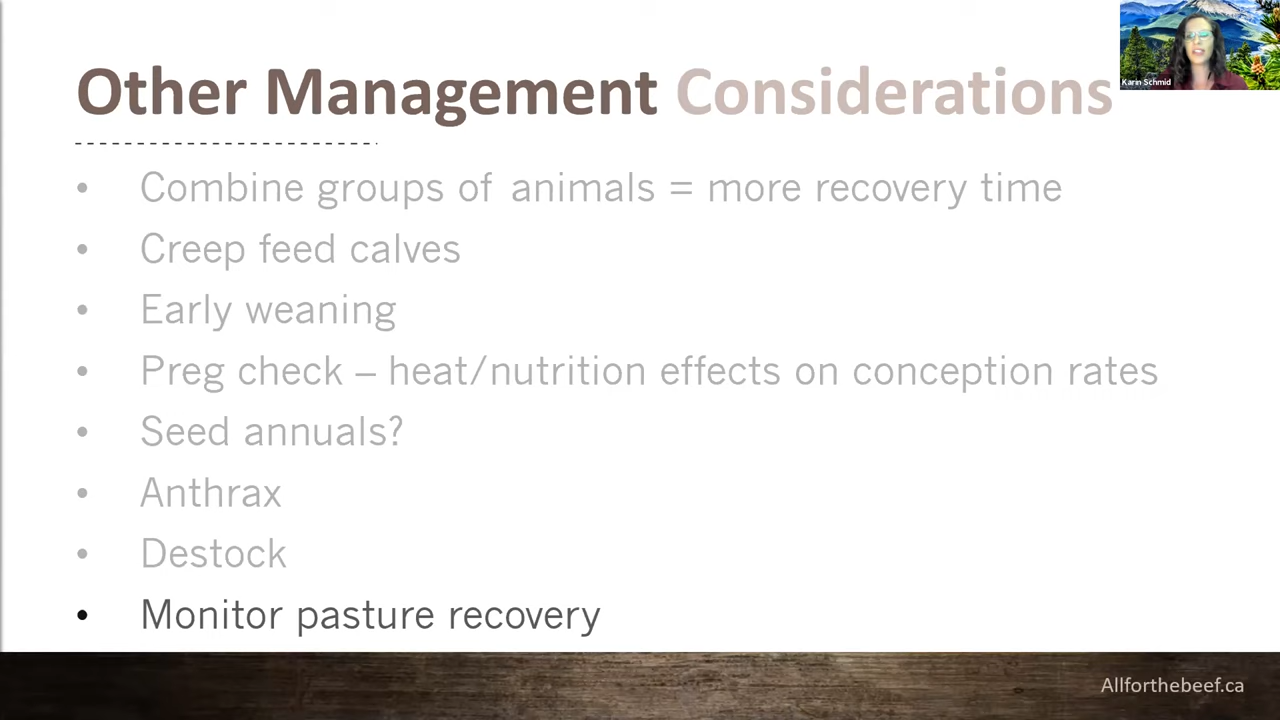 Other Management Considerations
Karin Schmid
• Combine groups of animals = more recovery time
• Creep feed calves
• Early weaning
• Preg check – heat/nutrition effects on conception rates
• Seed annuals?
• Anthrax
• Destock
• Monitor pasture recovery
Allforthebeef.ca